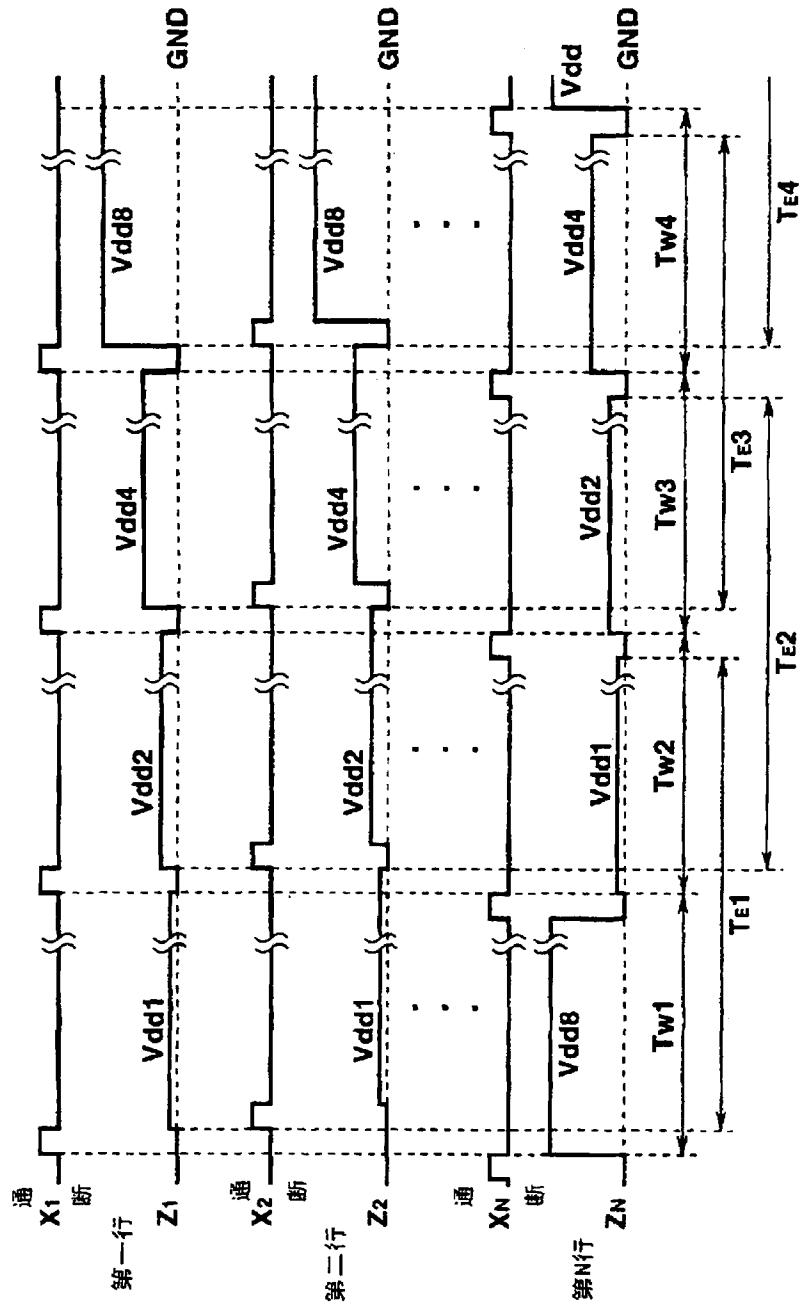 通
X1
断
第一行
Vdd1 Vdd2 Vdd4 Vdd8
Z1 GND
通
X2
断
第二行
Vdd1 Vdd2 Vdd4 Vdd8
Z2 GND
通
XN
断
第N行
Vdd8 Vdd1 Vdd2 Vdd4 Vdd
ZN GND
Tw1 Tw2 Tw3 Tw4
TE1 TE3
TE2 TE4